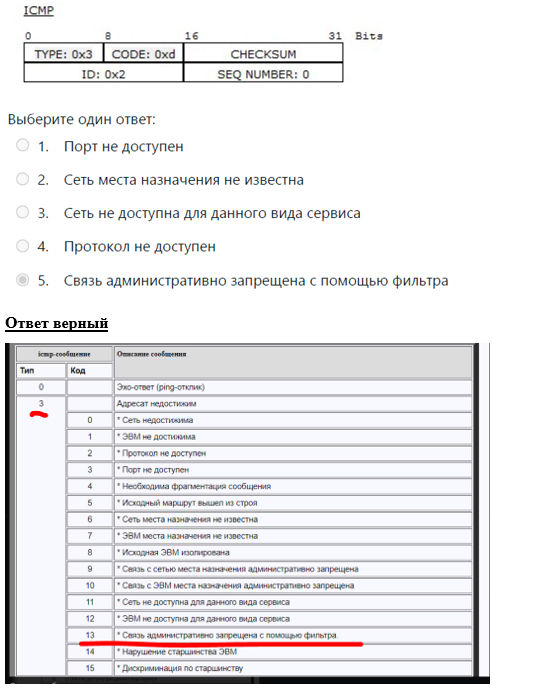 ICMP
0 8 16 31 Bits
TYPE: 0x3 CODE: 0xd CHECKSUM
ID: 0x2 SEQ NUMBER: 0
Выберите один ответ:
1. Порт не доступен
2. Сеть места назначения не известна
3. Сеть не доступна для данного вида сервиса
4. Протокол не доступен
5. Связь административно запрещена с помощью фильтра
Ответ верный
icmp-сообщение Описание сообщения
Тип Код
0 Эхо-ответ (ping-отклик)
3 Адресат недостижим
0 * Сеть недостижима
1 * ЭВМ не достижима
2 * Протокол не доступен
3 * Порт не доступен
4 * Необходима фрагментация сообщения
5 * Исходный маршрут вышел из строя
6 * Сеть места назначения не известна
7 * ЭВМ места назначения не известна
8 * Исходная ЭВМ изолирована
9 * Связь с сетью места назначения административно запрещена
10 * Связь с ЭВМ места назначения административно запрещена
11 * Сеть не доступна для данного вида сервиса
12 * ЭВМ не доступна для данного вида сервиса
13 * Связь административно запрещена с помощью фильтра.
14 * Нарушение старшинства ЭВМ
15 * Дискриминация по старшинству